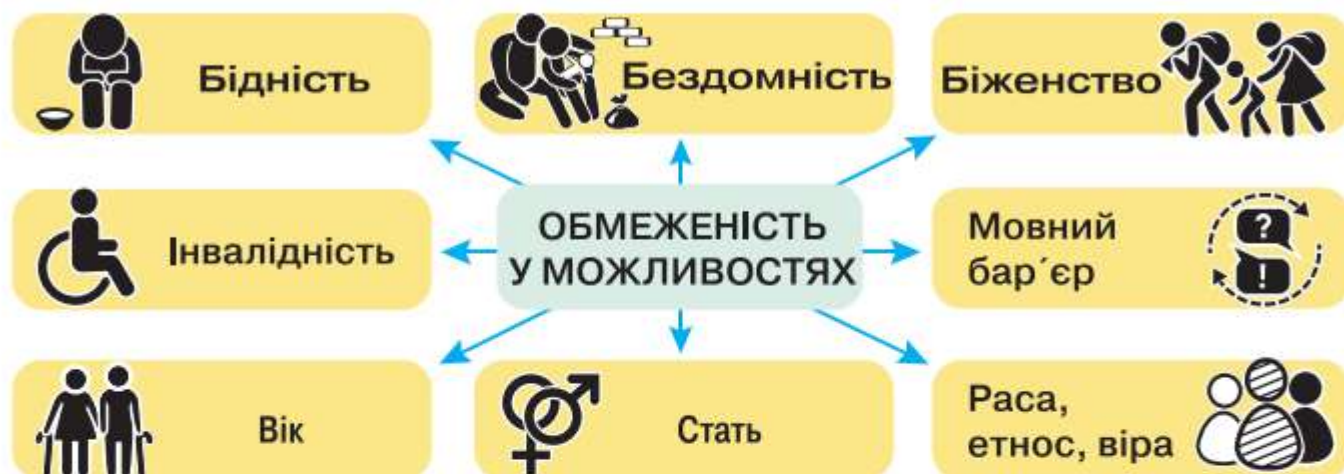 Бідність
Бездомність
Біженство
Інвалідність
ОБМЕЖЕНІСТЬ
У МОЖЛИВОСТЯХ
Мовний
бар´єр
?
!
Вік
Стать
Раса,
етнос, віра